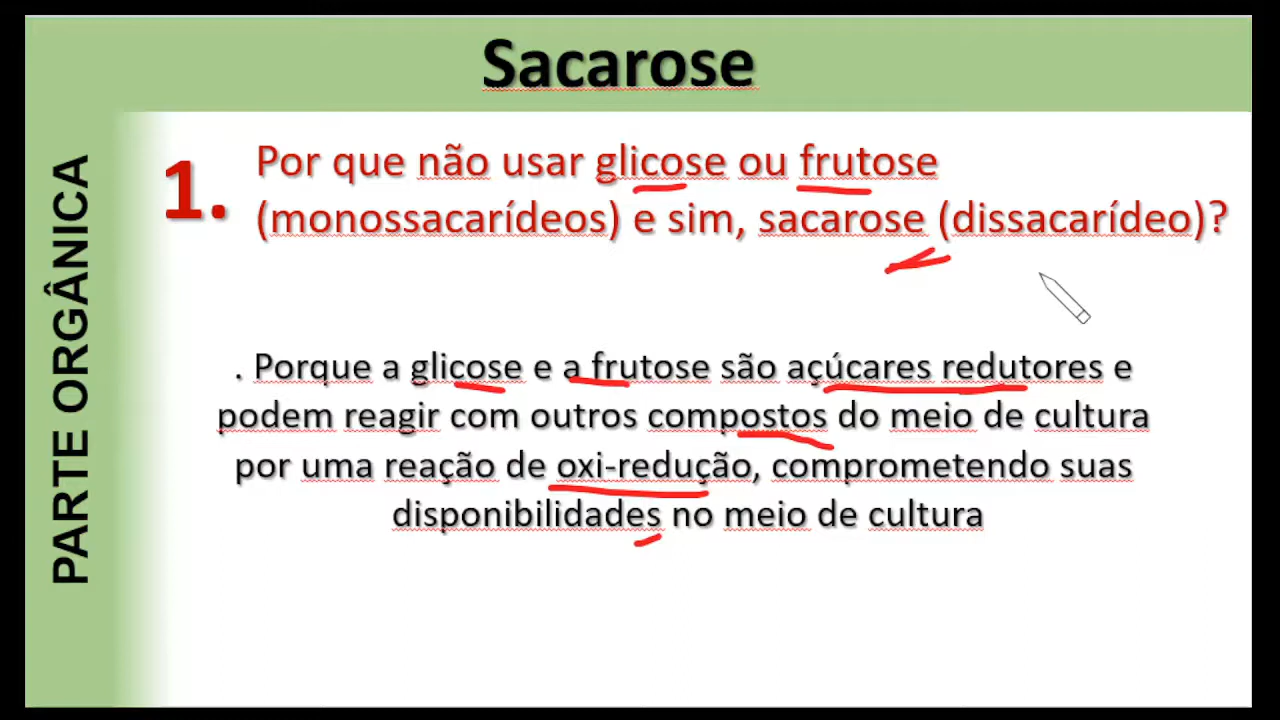 Sacarose
PARTE ORGÂNICA
1.
Por que não usar glicose ou frutose
(monossacarídeos) e sim, sacarose (dissacarídeo)?
. Porque a glicose e a frutose são açúcares redutores e
podem reagir com outros compostos do meio de cultura
por uma reação de oxi-redução, comprometendo suas
disponibilidades no meio de cultura